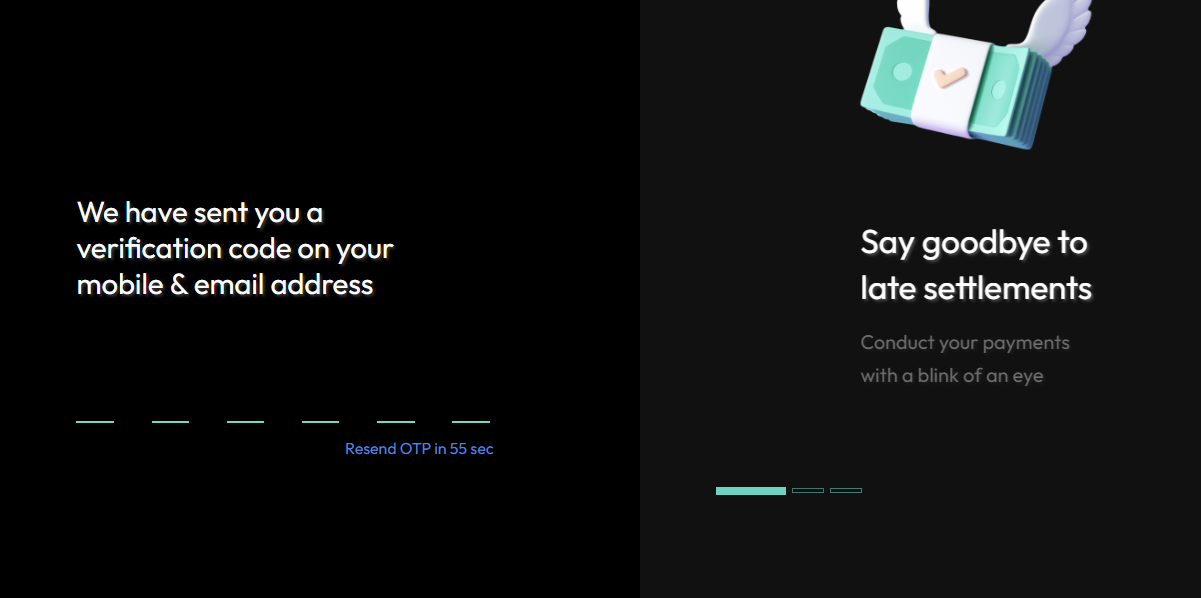 We have sent you a
verification code on your
mobile & email address
Resend OTP in 55 sec
Say goodbye to
late settlements
Conduct your payments
with a blink of an eye